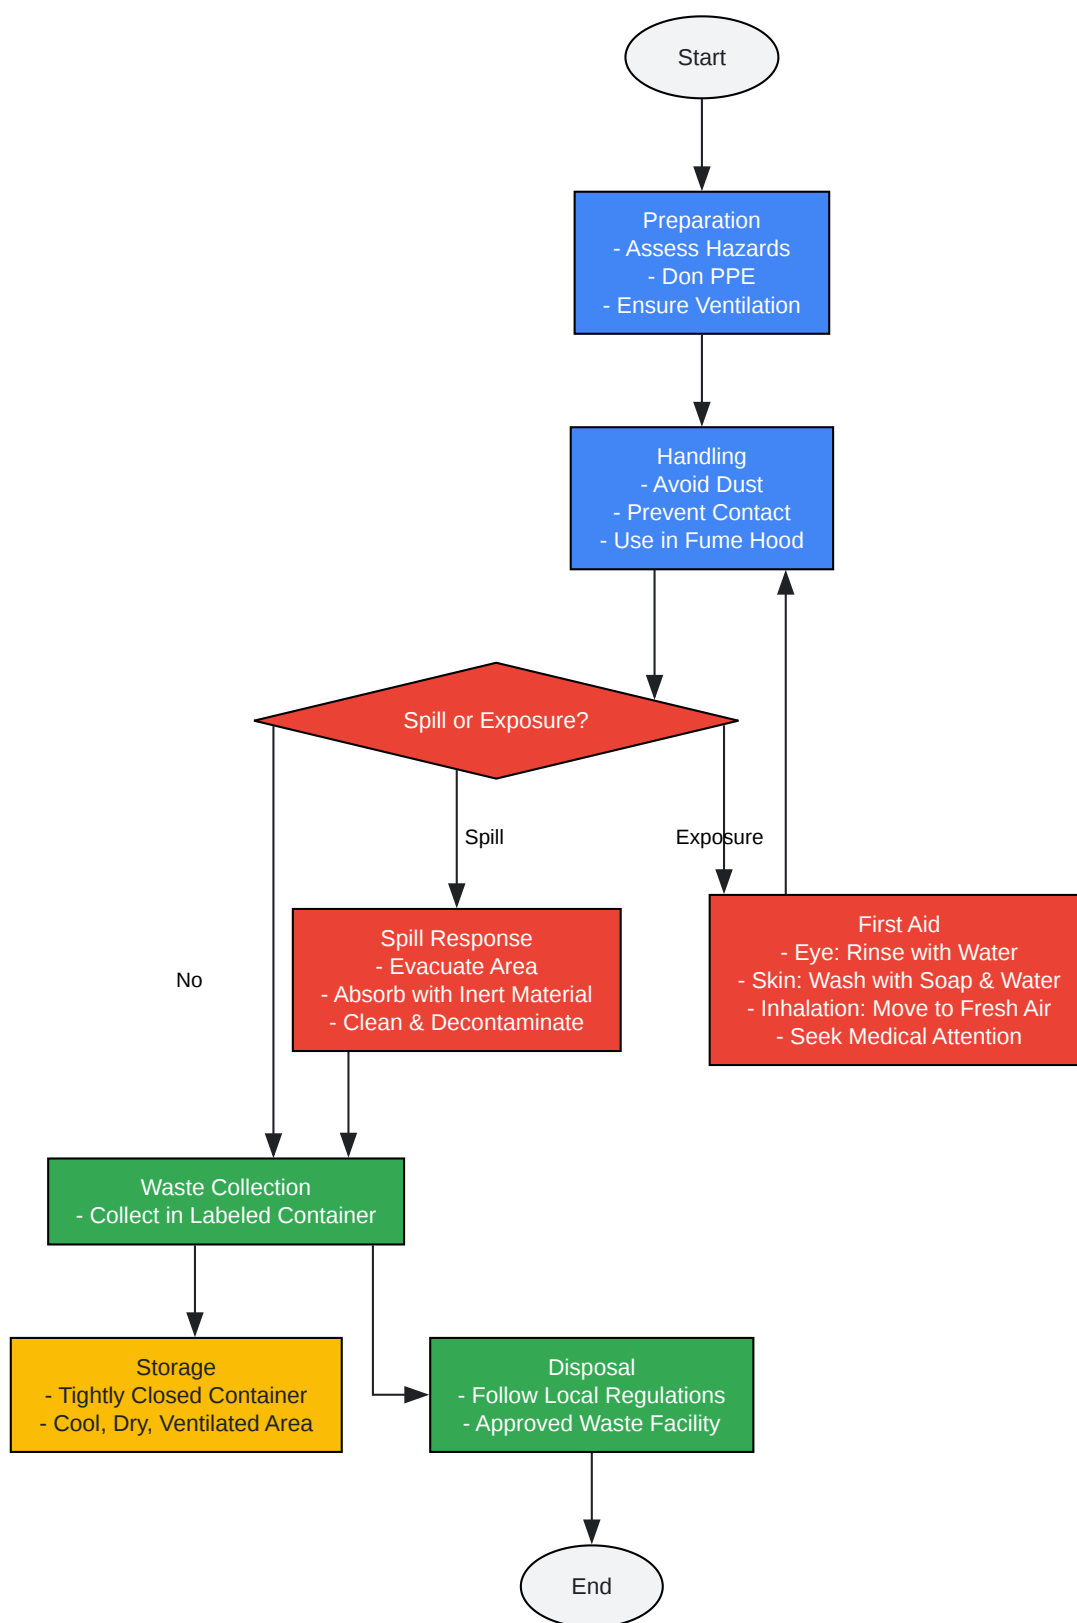 Start
Preparation
- Assess Hazards
- Don PPE
- Ensure Ventilation
Handling
- Avoid Dust
- Prevent Contact
- Use in Fume Hood
Spill or Exposure?
Spill
Exposure
No
Spill Response
- Evacuate Area
- Absorb with Inert Material
- Clean & Decontaminate
First Aid
- Eye: Rinse with Water
- Skin: Wash with Soap & Water
- Inhalation: Move to Fresh Air
- Seek Medical Attention
Waste Collection
- Collect in Labeled Container
Storage
- Tightly Closed Container
- Cool, Dry, Ventilated Area
Disposal
- Follow Local Regulations
- Approved Waste Facility
End